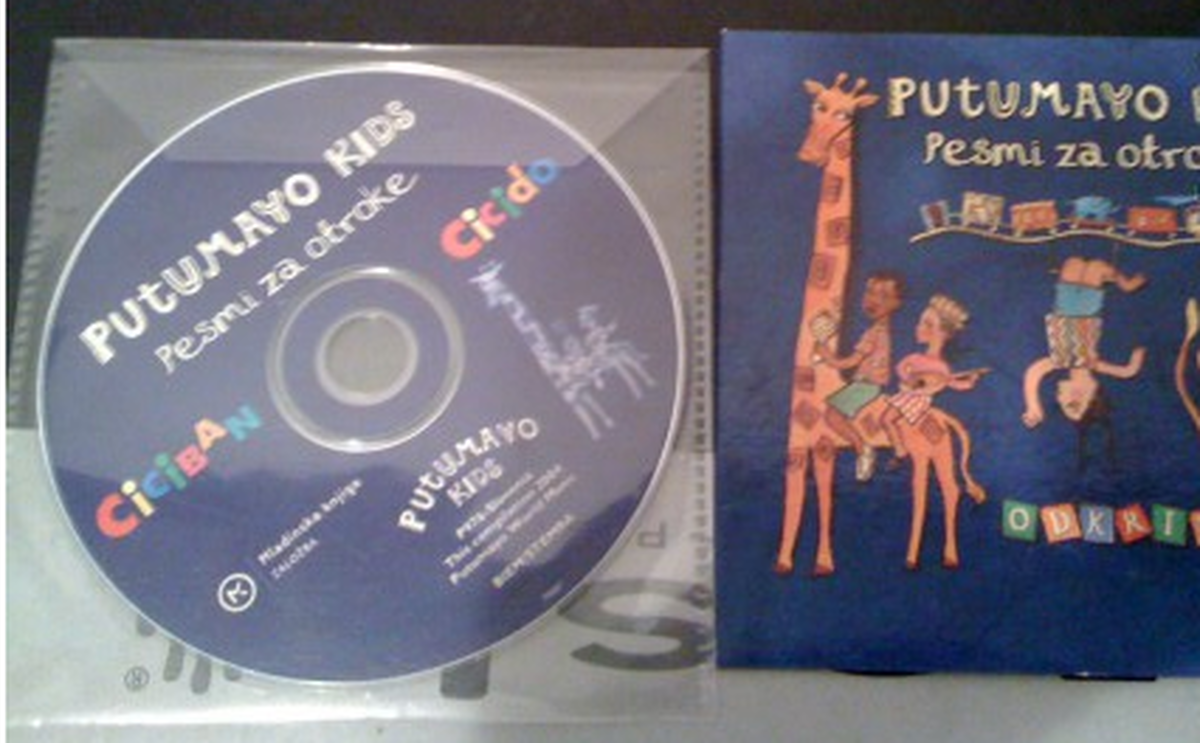 PUTUMAYO KIDS
Pesmi za otroke
Cicido
CiciBAN
Mladinska knjiga
ZALOŽBA
PUTUMAYO
KIDS
This compilation
Putumayo World Music
PUTUMAYO
Pesmi za otro
ODKRI
S